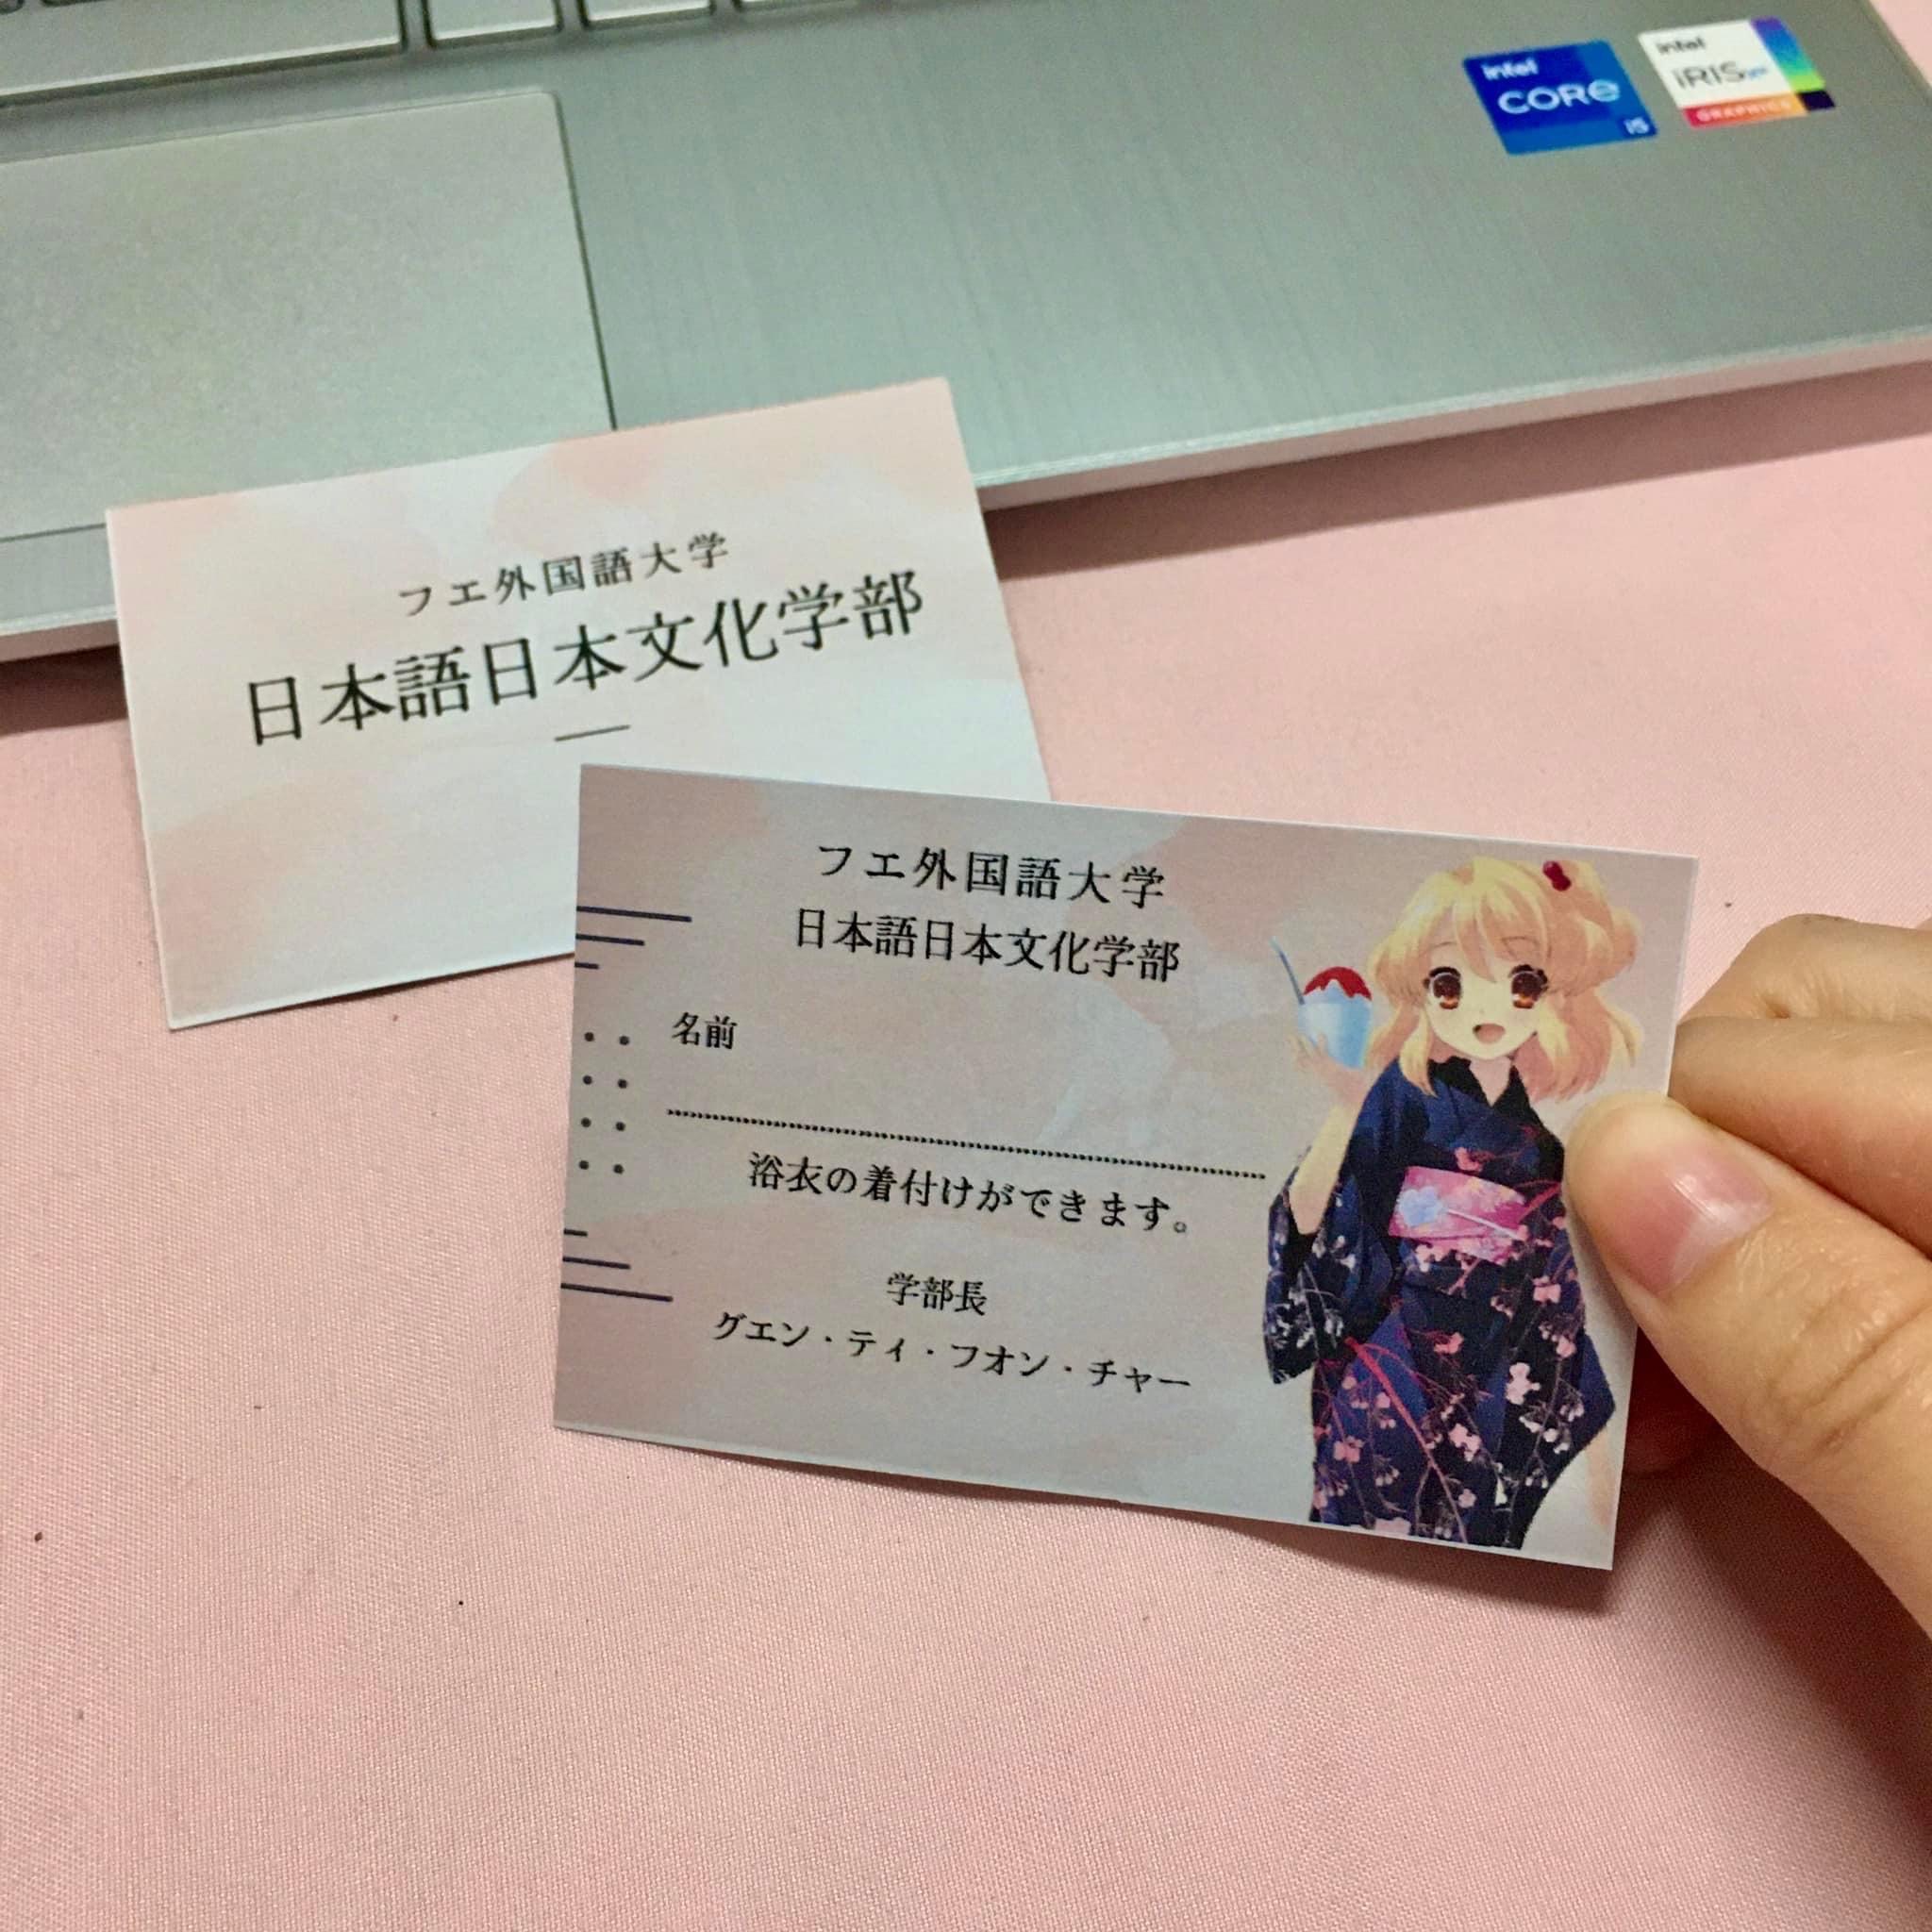 intel
CORE
i5
intel
iRIS xe
GRAPHICS
フエ外国語大学
日本語日本文化学部
フエ外国語大学
日本語日本文化学部
名前
浴衣の着付けができます。
学部長
グエン・ティ・フオン・チャー